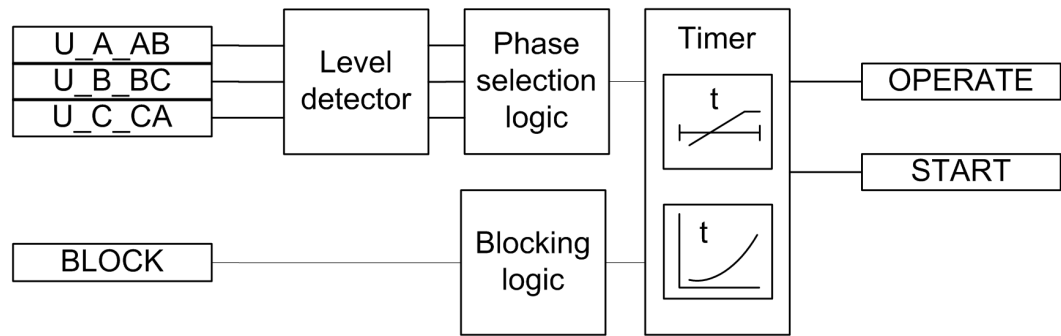 U_A_AB
U_B_BC
U_C_CA
Level
detector
Phase
selection
logic
Timer
t
t
OPERATE
START
BLOCK
Blocking
logic